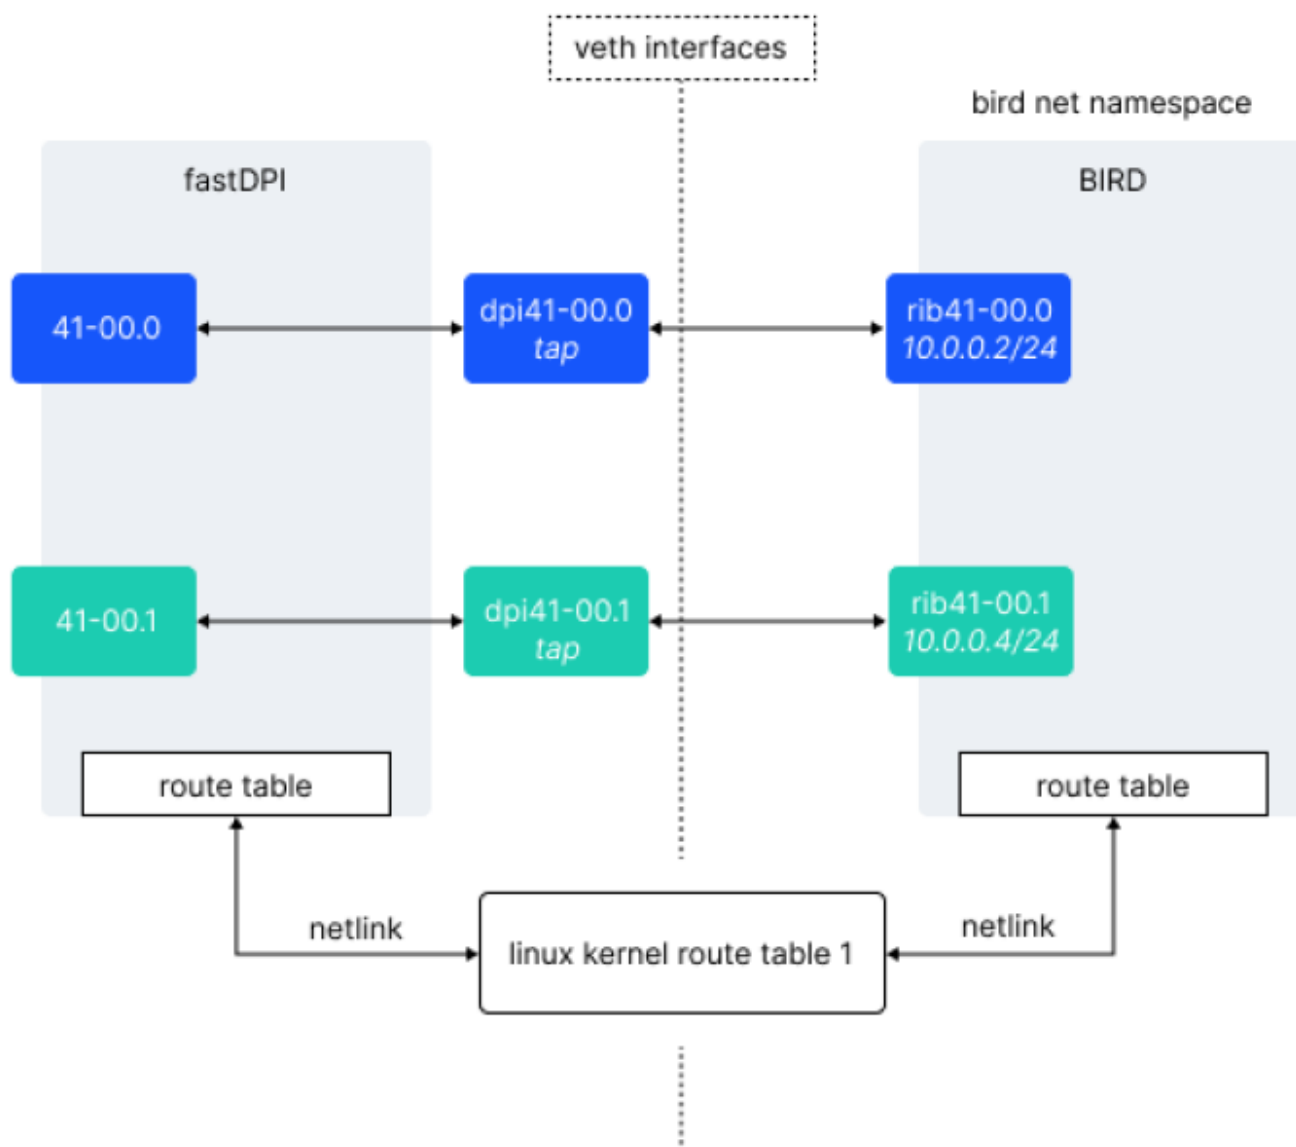 veth interfaces
bird net namespace
fastDPI
BIRD
41-00.0
dpi41-00.0
tap
rib41-00.0
10.0.0.2/24
41-00.1
dpi41-00.1
tap
rib41-00.1
10.0.0.4/24
route table
route table
netlink
linux kernel route table 1
netlink